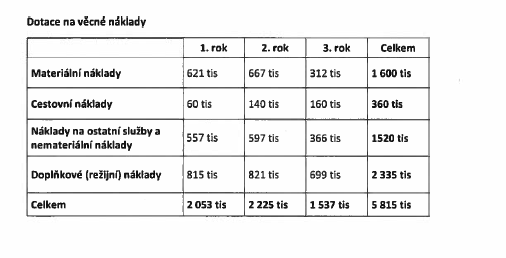 Dotace na věcné náklady
1. rok 2. rok 3. rok Celkem
Materiální náklady 621 tis 667 tis 312 tis 1 600 tis
Cestovní náklady 60 tis 140 tis 160 tis 360 tis
Náklady na ostatní služby a
nemateriální náklady 557 tis 597 tis 366 tis 1520 tis
Doplňkové (režijní) náklady 815 tis 821 tis 699 tis 2 335 tis
Celkem 2 053 tis 2 225 tis 1 537 tis 5 815 tis